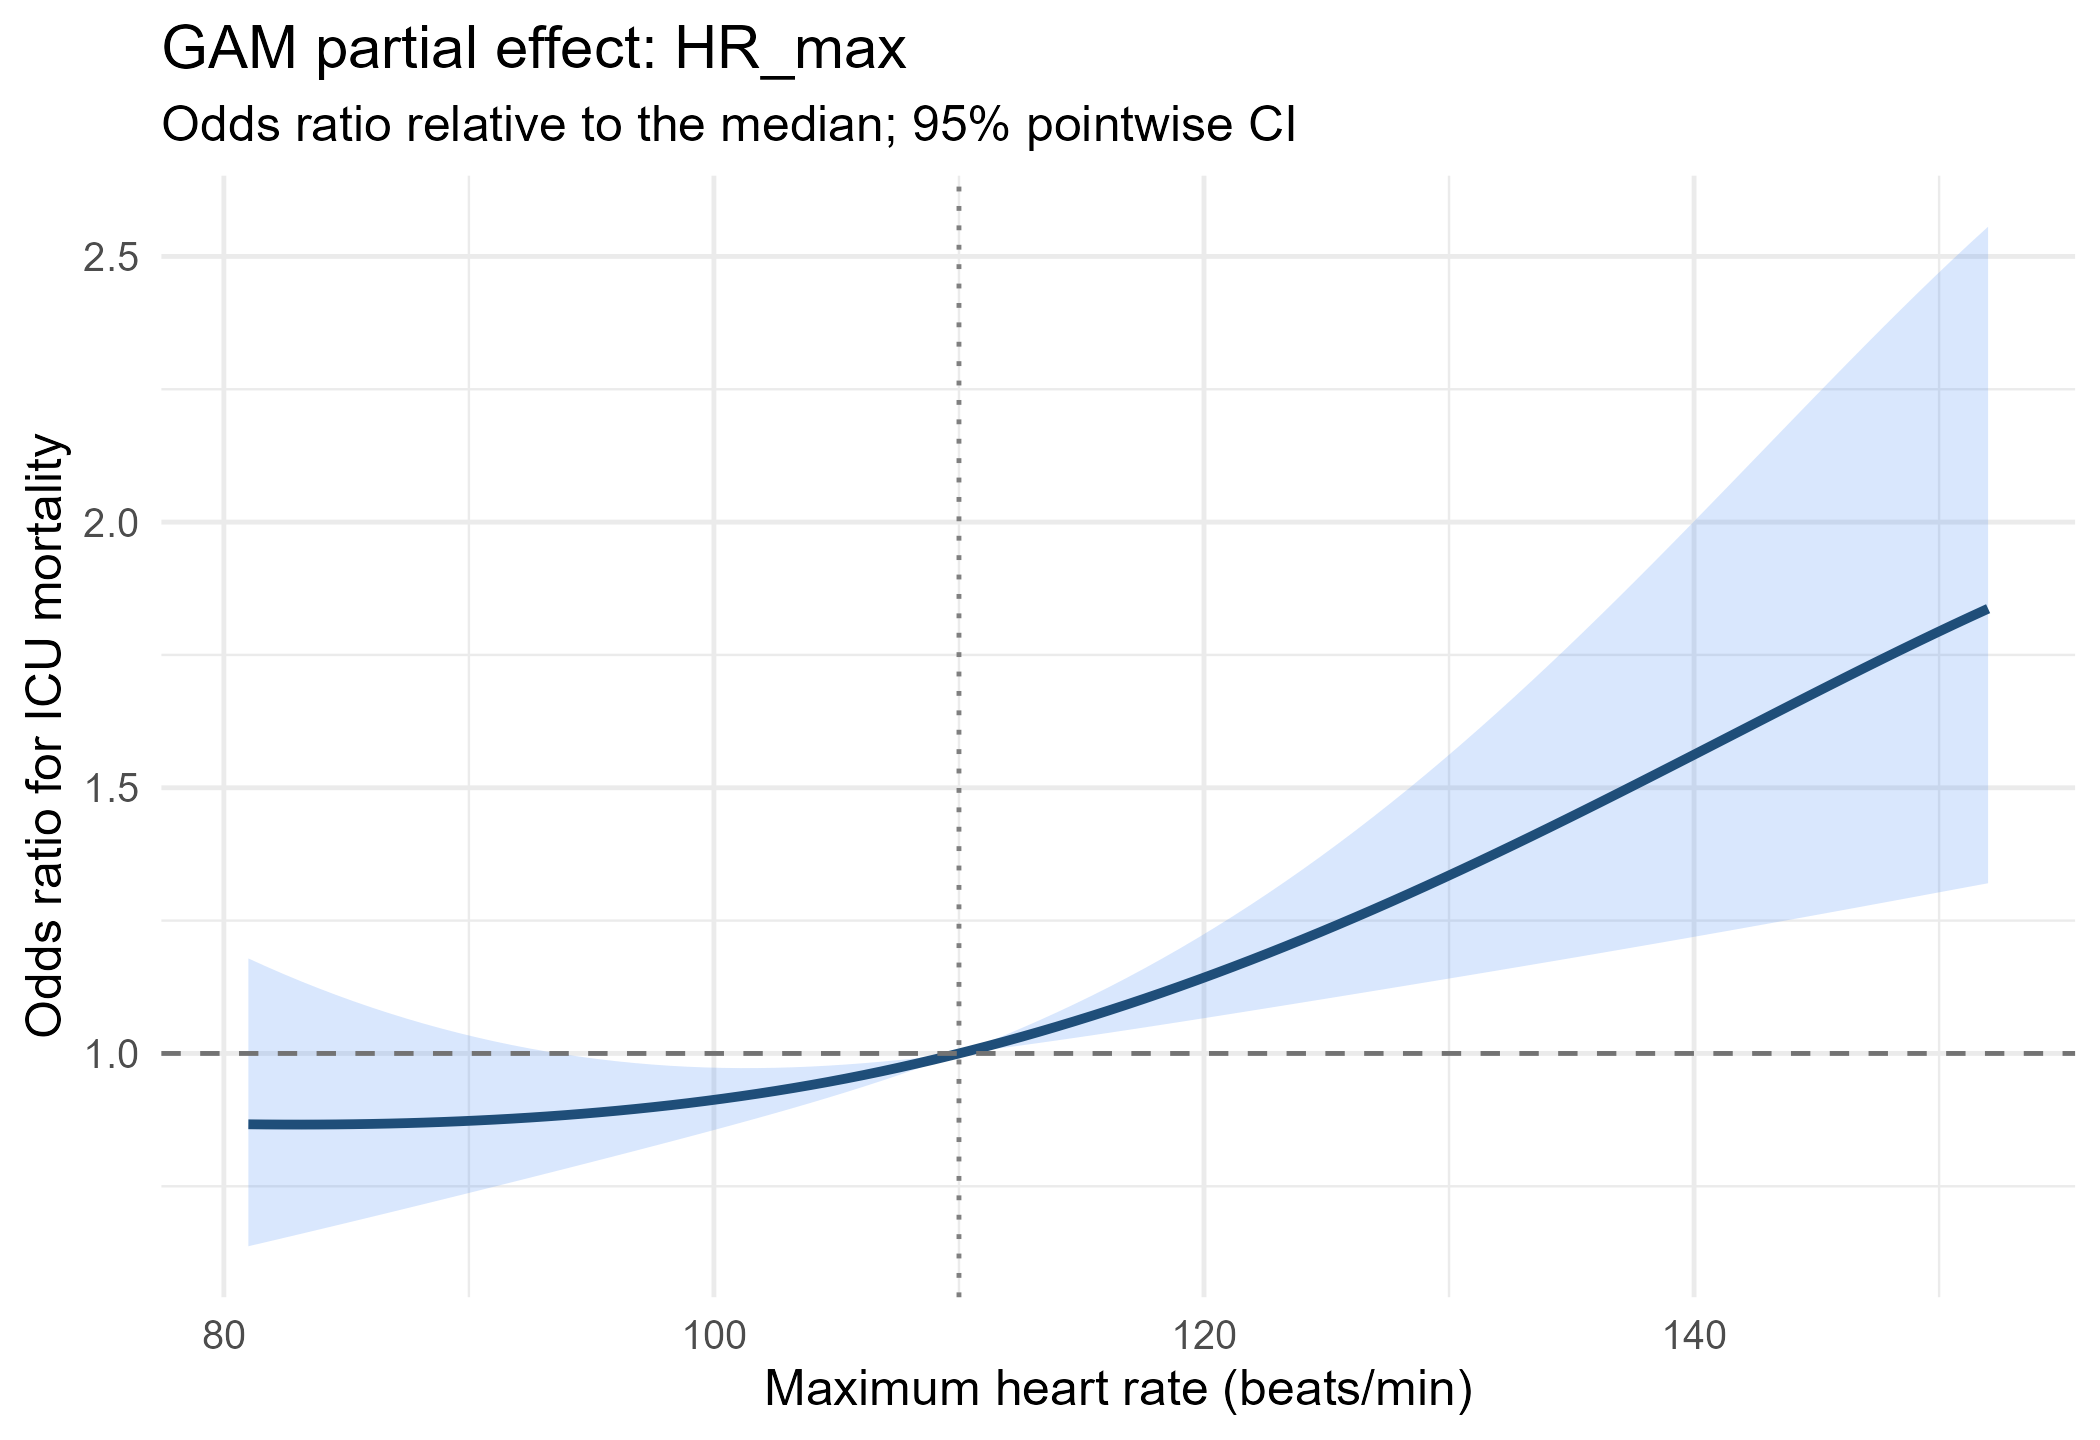 GAM partial effect: HR_max
Odds ratio relative to the median; 95% pointwise CI
Odds ratio for ICU mortality
2.5
2.0
1.5
1.0
80 100 120 140
Maximum heart rate (beats/min)